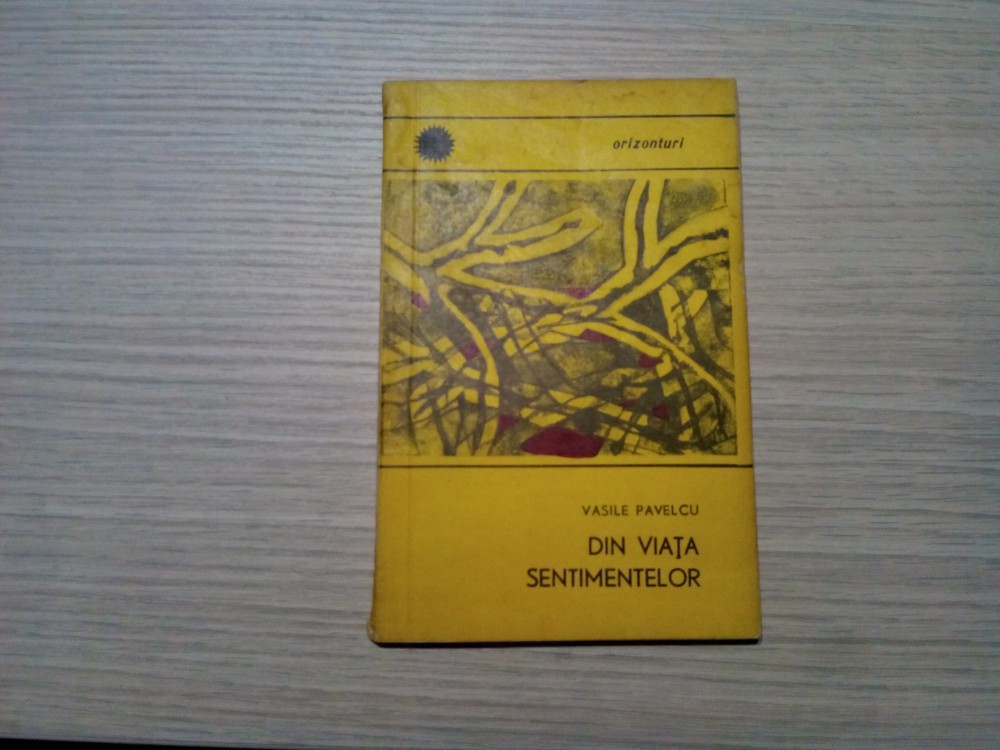 orizonturi
VASILE PAVELCU
DIN VIAȚA
SENTIMENTELOR